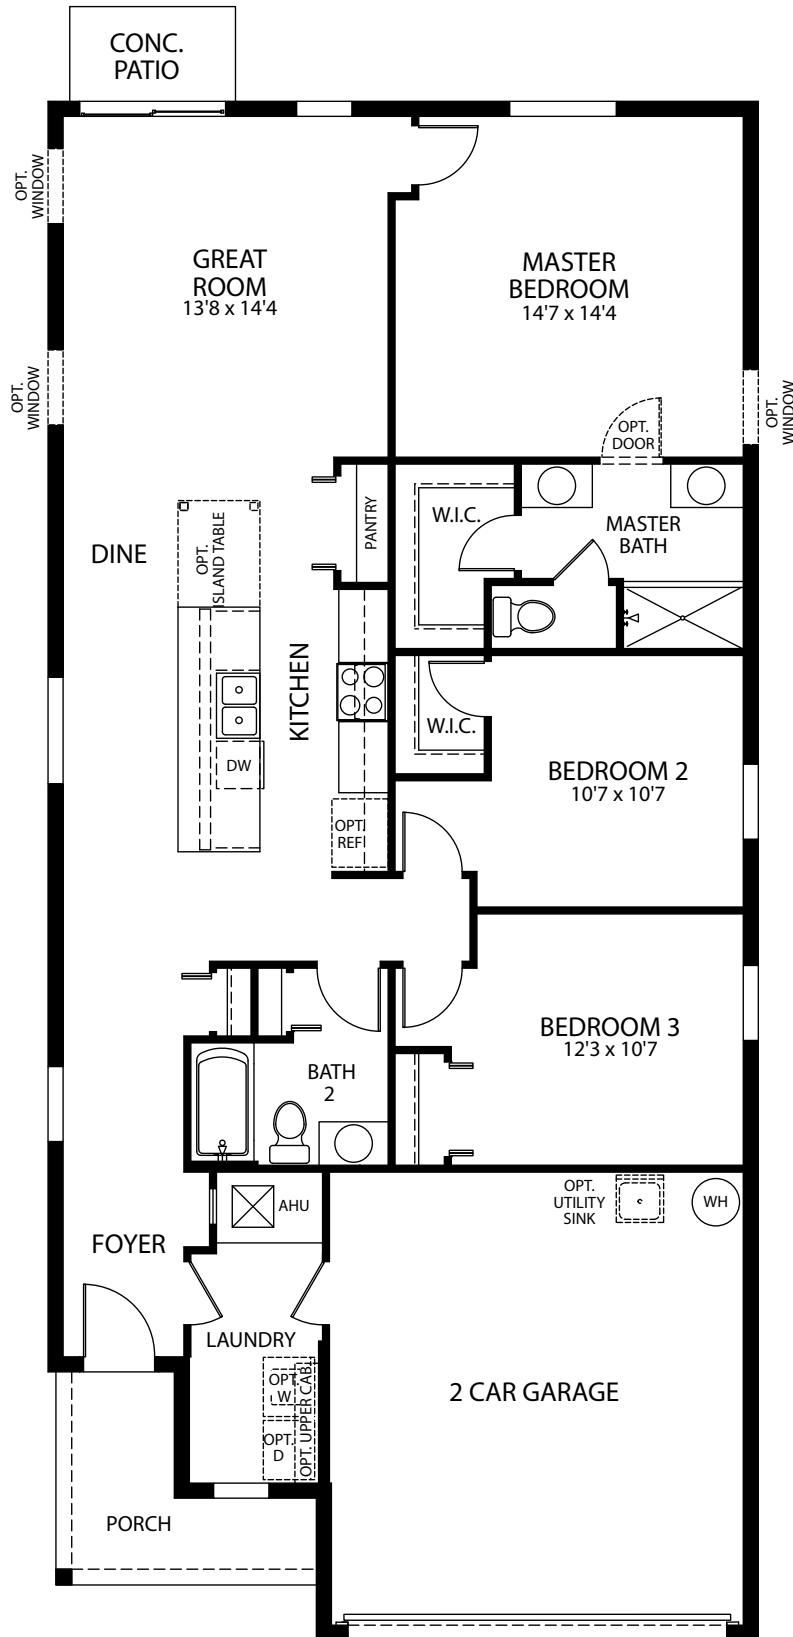 CONC.
PATIO
OPT.
WINDOW
GREAT
ROOM
13'8 x 14'4
MASTER
BEDROOM
14'7 x 14'4
OPT.
WINDOW
OPT.
WINDOW
OPT.
DOOR
W.I.C.
PANTRY
MASTER
BATH
DINE
OPT.
ISLAND TABLE
KITCHEN
W.I.C.
DW
BEDROOM 2
10'7 x 10'7
OPT.
REF
BEDROOM 3
12'3 x 10'7
BATH
2
OPT.
UTILITY
SINK
WH
AHU
FOYER
LAUNDRY
OPT.
W
OPT. UPPER CAB.
OPT.
D
2 CAR GARAGE
PORCH